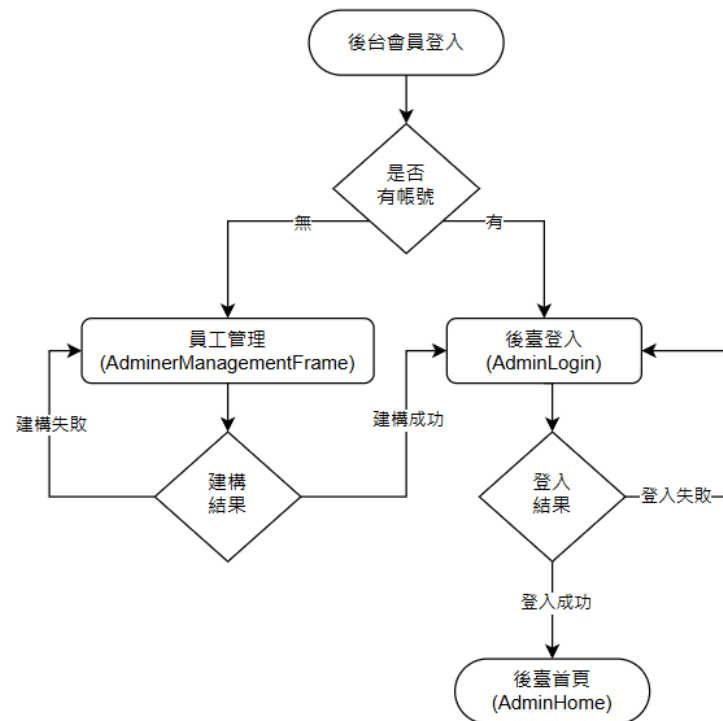 後台會員登入
是否
有帳號
無
有
員工管理
(AdminerManagementFrame)
後臺登入
(AdminLogin)
建構失敗
建構成功
建構
結果
登入
結果
登入失敗
登入成功
後臺首頁
(AdminHome)